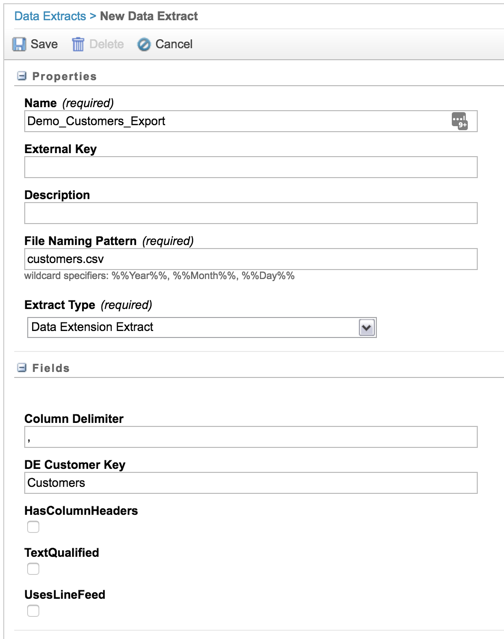 Data Extracts > New Data Extract
Save Delete Cancel
Properties
Name (required)
Demo_Customers_Export
External Key
Description
File Naming Pattern (required)
customers.csv
wildcard specifiers: %%Year%%, %%Month%%, %%Day%%
Extract Type (required)
Data Extension Extract
Fields
Column Delimiter
,
DE Customer Key
Customers
HasColumnHeaders
TextQualified
UsesLineFeed